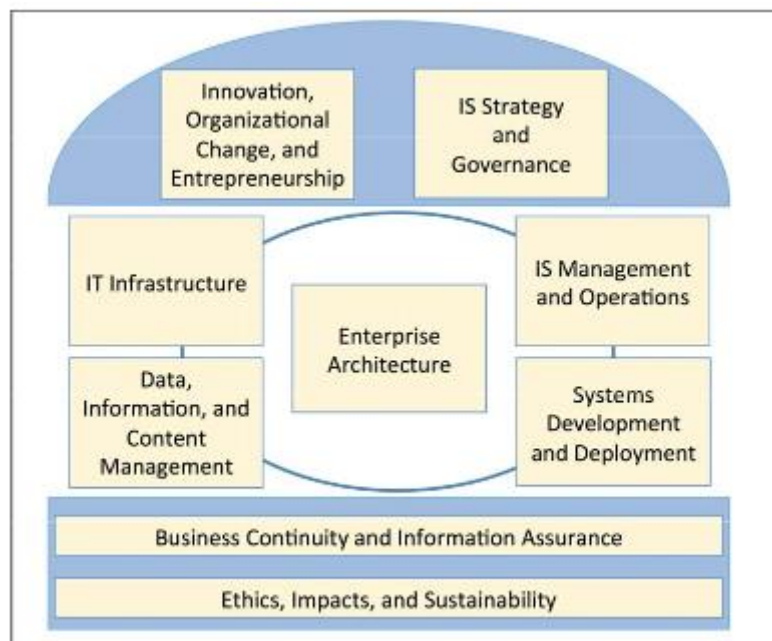 Innovation,
Organizational
Change, and
Entrepreneurship
IS Strategy
and
Governance
IT Infrastructure
IS Management
and Operations
Enterprise
Architecture
Data,
Information, and
Content
Management
Systems
Development
and Deployment
Business Continuity and Information Assurance
Ethics, Impacts, and Sustainability